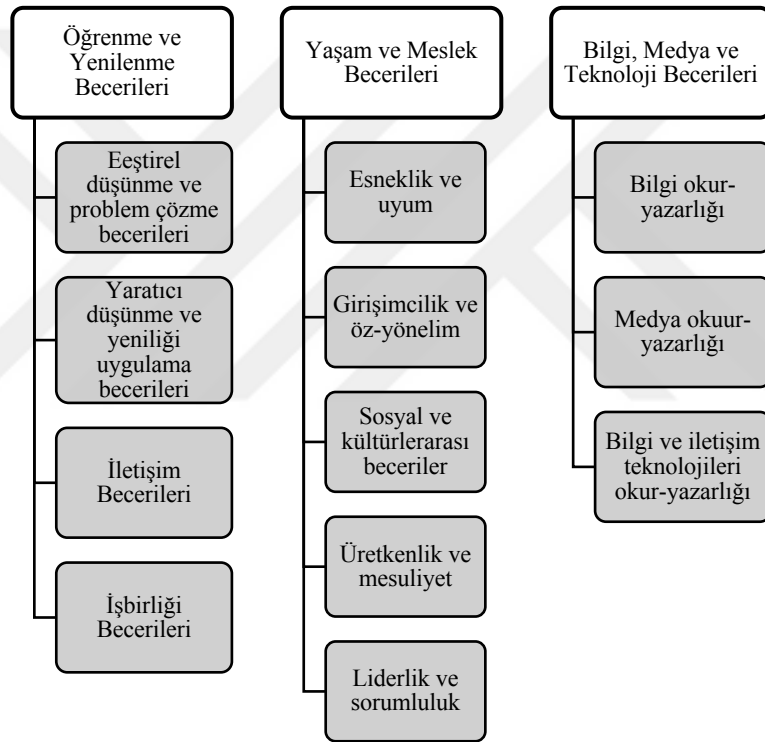 Öğrenme ve
Yenilenme
Becerileri
Eeştirel
düşünme ve
problem çözme
becerileri
Yaratıcı
düşünme ve
yeniliği
uygulama
becerileri
İletişim
Becerileri
İşbirliği
Becerileri
Yaşam ve Meslek
Becerileri
Esneklik ve
uyum
Girişimcilik ve
öz-yönelim
Sosyal ve
kültürlerarası
beceriler
Üretkenlik ve
mesuliyet
Liderlik ve
sorumluluk
Bilgi, Medya ve
Teknoloji Becerileri
Bilgi okur-
yazarlığı
Medya okuur-
yazarlığı
Bilgi ve iletişim
teknolojileri
okur-yazarlığı